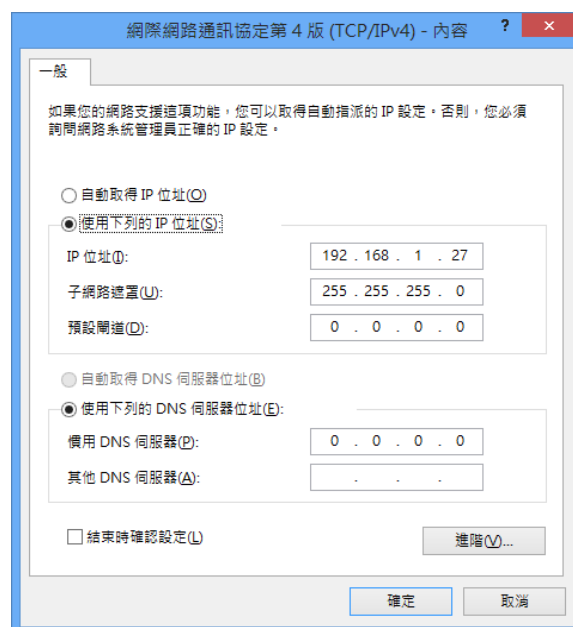 網際網路通訊協定第 4 版 (TCP/IPv4) - 內容
?
×
一般
如果您的網路支援這項功能，您可以取得自動指派的 IP 設定。否則，您必須
詢問網路系統管理員正確的 IP 設定。
自動取得 IP 位址(O)
使用下列的 IP 位址(S):
IP 位址(I):
192 . 168 . 1 . 27
子網路遮罩(U):
255 . 255 . 255 . 0
預設閘道(D):
0 . 0 . 0 . 0
自動取得 DNS 伺服器位址(B)
使用下列的 DNS 伺服器位址(E):
慣用 DNS 伺服器(P):
0 . 0 . 0 . 0
其他 DNS 伺服器(A):
. . .
結束時確認設定(L)
進階(V)...
確定
取消